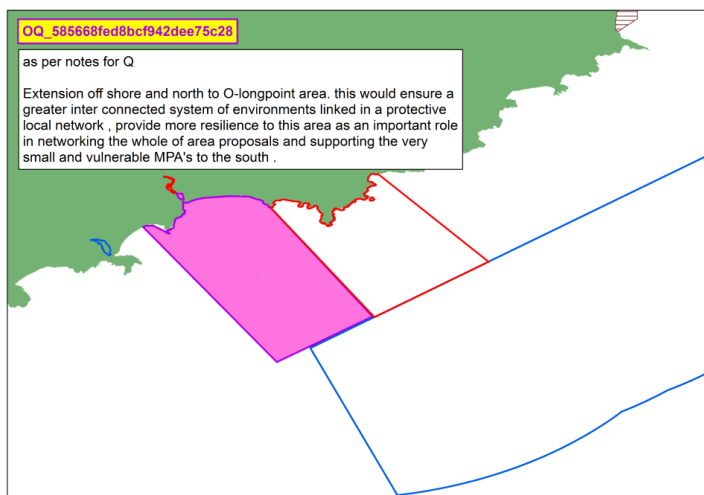 OQ_585668fed8bcf942dee75c28
as per notes for Q
Extension off shore and north to O-longpoint area. this would ensure a
greater inter connected system of environments linked in a protective
local network , provide more resilience to this area as an important role
in networking the whole of area proposals and supporting the very
small and vulnerable MPA's to the south .